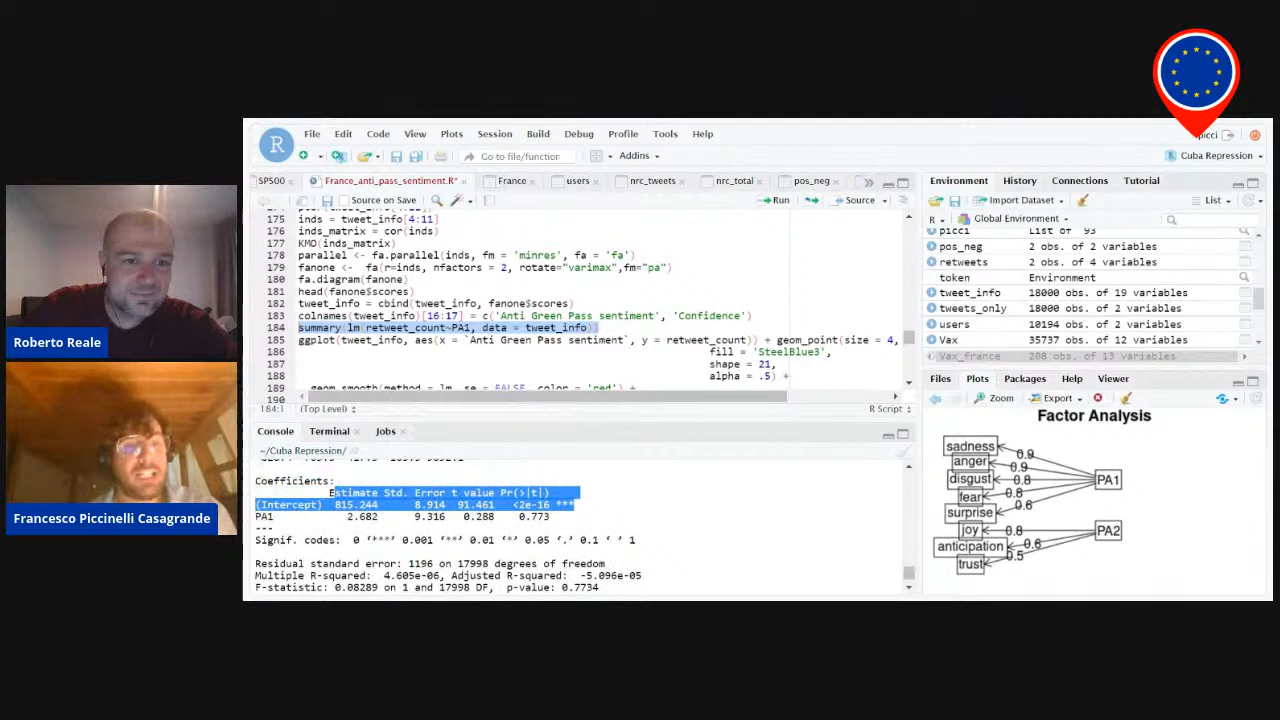 Roberto Reale
Francesco Piccinelli Casagrande
R
File Edit Code View Plots Session Build Debug Profile Tools Help
picci
Go to file/function
Addins
Cuba Repression
SPS00
France_anti_pass_sentiment.R*
France
users
nrc_tweets
nrc_total
pos_neg
Source on Save
Run
Source
175 inds = tweet_info[4:11]
176 inds_matrix = cor(inds)
177 KMO(inds_matrix)
178 parallel <- fa.parallel(inds, fm = 'minres', fa = 'fa')
179 fanone <- fa(r=inds, nfactors = 2, rotate="varimax",fm="pa")
180 fa.diagram(fanone)
181 head(fanone$scores)
182 tweet_info = cbind(tweet_info, fanone$scores)
183 colnames(tweet_info)[16:17] = c('Anti Green Pass sentiment', 'Confidence')
184 summary(lm(retweet_count~PA1, data = tweet_info))
185 ggplot(tweet_info, aes(x = `Anti Green Pass sentiment`, y = retweet_count)) + geom_point(size = 4,
186 fill = 'SteelBlue3',
187 shape = 21,
188 alpha = .5) +
189 geom_smooth(method = lm, se = FALSE, color = 'red') +
190
184:1 (Top Level) R Script
Console Terminal Jobs
~/Cuba Repression/
Coefficients:
Estimate Std. Error t value Pr(>|t|)
(Intercept) 815.244 8.914 91.461 <2e-16 ***
PA1 2.682 9.316 0.288 0.773
---
Signif. codes: 0 ‘***’ 0.001 ‘**’ 0.01 ‘*’ 0.05 ‘.’ 0.1 ‘ ’ 1
Residual standard error: 1196 on 17998 degrees of freedom
Multiple R-squared: 4.605e-06, Adjusted R-squared: -5.096e-05
F-statistic: 0.08289 on 1 and 17998 DF, p-value: 0.7734
Environment History Connections Tutorial
Import Dataset
List
R Global Environment
picci List of 93
pos_neg 2 obs. of 2 variables
retweets 2 obs. of 4 variables
token Environment
tweet_info 18000 obs. of 19 variables
tweets_only 18000 obs. of 2 variables
users 10194 obs. of 2 variables
Vax 35737 obs. of 12 variables
Vax_france 208 obs. of 13 variables
Files Plots Packages Help Viewer
Zoom Export
Factor Analysis
sadness
anger
disgust
fear
surprise
joy
anticipation
trust
0.9
0.9
0.8
0.8
0.6
0.8
0.6
0.5
PA1
PA2